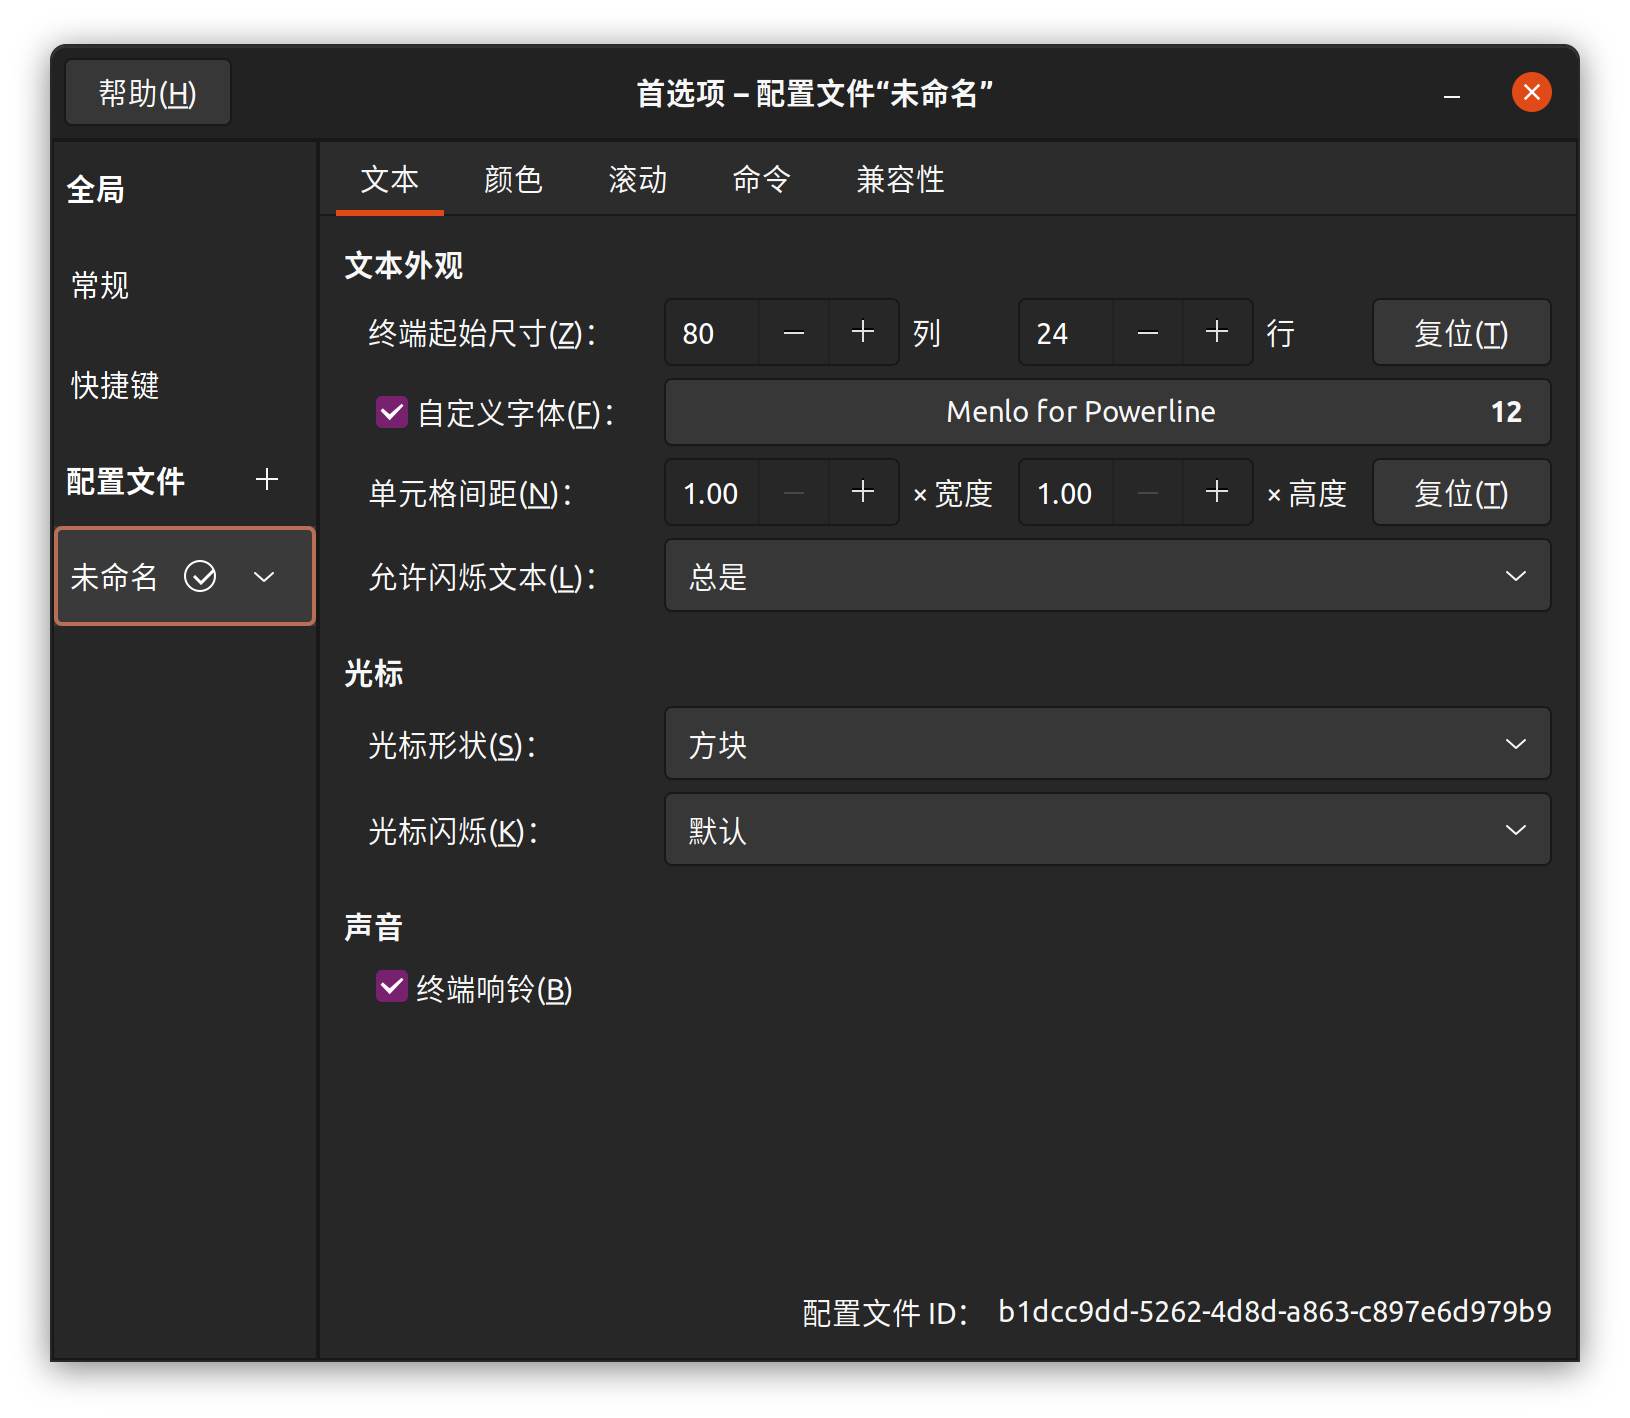 帮助(H)
首选项 – 配置文件“未命名”
全局
常规
快捷键
配置文件
未命名
文本 颜色 滚动 命令 兼容性
文本外观
终端起始尺寸(Z)： 80 列 24 行 复位(T)
自定义字体(F)： Menlo for Powerline 12
单元格间距(N)： 1.00 × 宽度 1.00 × 高度 复位(T)
允许闪烁文本(L)： 总是
光标
光标形状(S)： 方块
光标闪烁(K)： 默认
声音
终端响铃(B)
配置文件 ID： b1dcc9dd-5262-4d8d-a863-c897e6d979b9